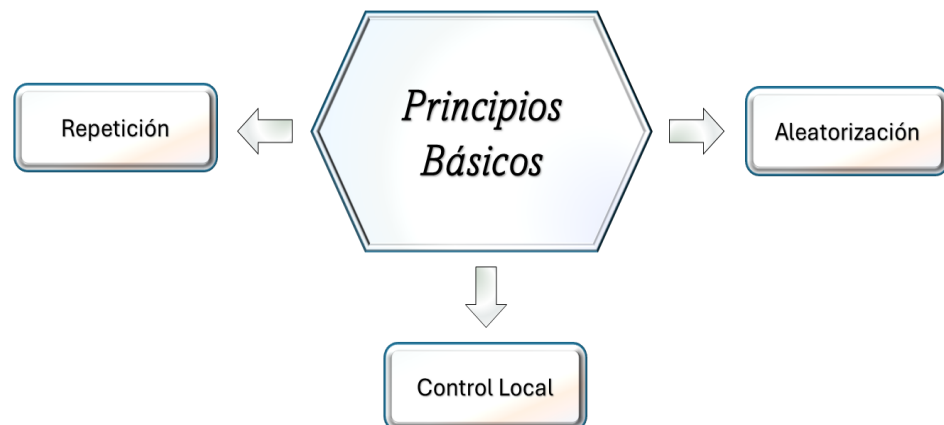 Principios
Básicos
Repetición
Aleatorización
Control Local